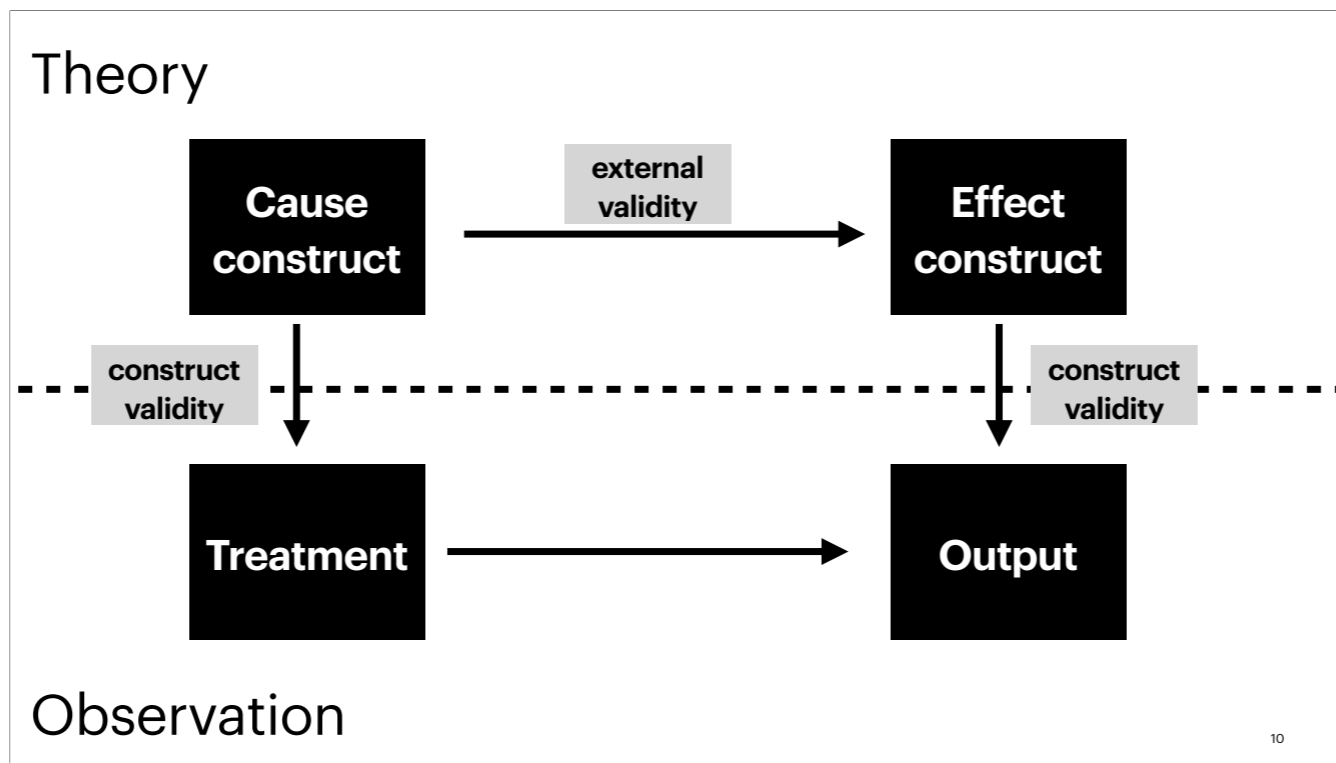 Theory
Cause
construct
external
validity
Effect
construct
construct
validity
construct
validity
Treatment
Output
Observation
10